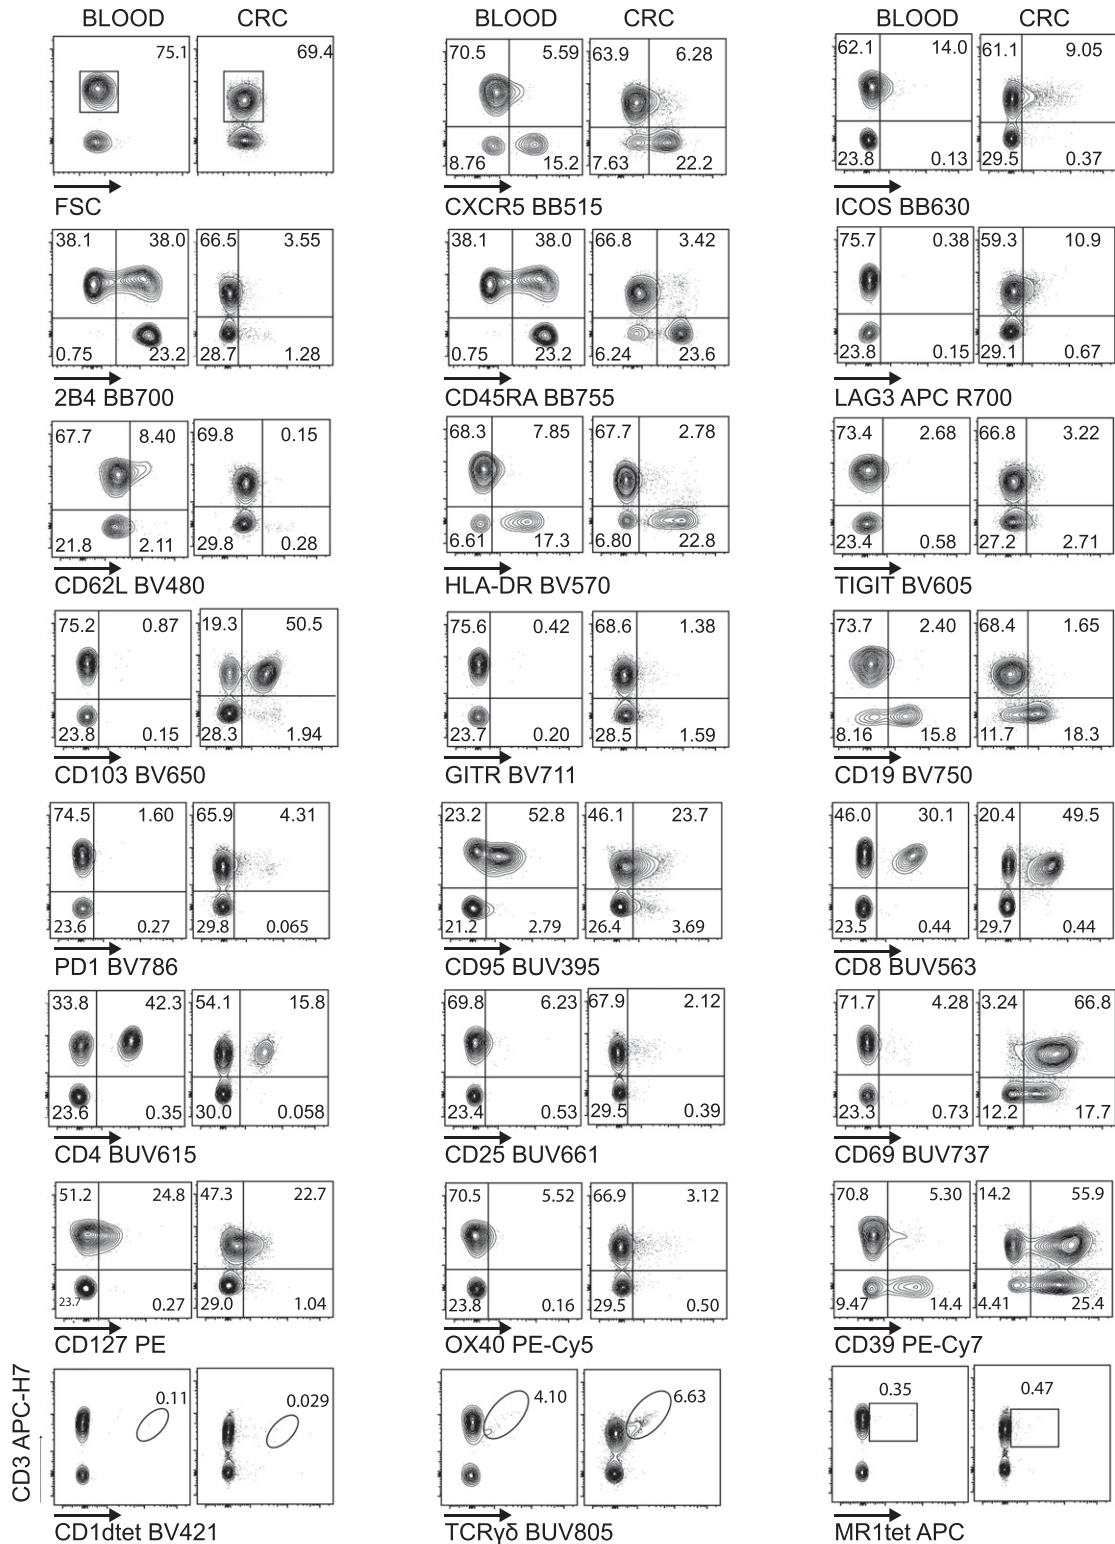 BLOOD CRC BLOOD CRC BLOOD CRC
75.1 69.4 70.5 5.59 63.9 6.28 62.1 14.0 61.1 9.05
8.76 15.2 7.63 22.2 23.8 0.13 29.5 0.37
FSC CXCR5 BB515 ICOS BB630
38.1 38.0 66.5 3.55 38.1 38.0 66.8 3.42 75.7 0.38 59.3 10.9
0.75 23.2 28.7 1.28 0.75 23.2 6.24 23.6 23.8 0.15 29.1 0.67
2B4 BB700 CD45RA BB755 LAG3 APC R700
67.7 8.40 69.8 0.15 68.3 7.85 67.7 2.78 73.4 2.68 66.8 3.22
21.8 2.11 29.8 0.28 6.61 17.3 6.80 22.8 23.4 0.58 27.2 2.71
CD62L BV480 HLA-DR BV570 TIGIT BV605
75.2 0.87 19.3 50.5 75.6 0.42 68.6 1.38 73.7 2.40 68.4 1.65
23.8 0.15 28.3 1.94 23.7 0.20 28.5 1.59 8.16 15.8 11.7 18.3
CD103 BV650 GITR BV711 CD19 BV750
74.5 1.60 65.9 4.31 23.2 52.8 46.1 23.7 46.0 30.1 20.4 49.5
23.6 0.27 29.8 0.065 21.2 2.79 26.4 3.69 23.5 0.44 29.7 0.44
PD1 BV786 CD95 BUV395 CD8 BUV563
33.8 42.3 54.1 15.8 69.8 6.23 67.9 2.12 71.7 4.28 3.24 66.8
23.6 0.35 30.0 0.058 23.4 0.53 29.5 0.39 23.3 0.73 12.2 17.7
CD4 BUV615 CD25 BUV661 CD69 BUV737
51.2 24.8 47.3 22.7 70.5 5.52 66.9 3.12 70.8 5.30 14.2 55.9
23.7 0.27 29.0 1.04 23.8 0.16 29.5 0.50 9.47 14.4 4.41 25.4
CD127 PE OX40 PE-Cy5 CD39 PE-Cy7
CD3 APC-H7
0.11 0.029 4.10 6.63 0.35 0.47
CD1dtet BV421 TCRγδ BUV805 MR1tet APC